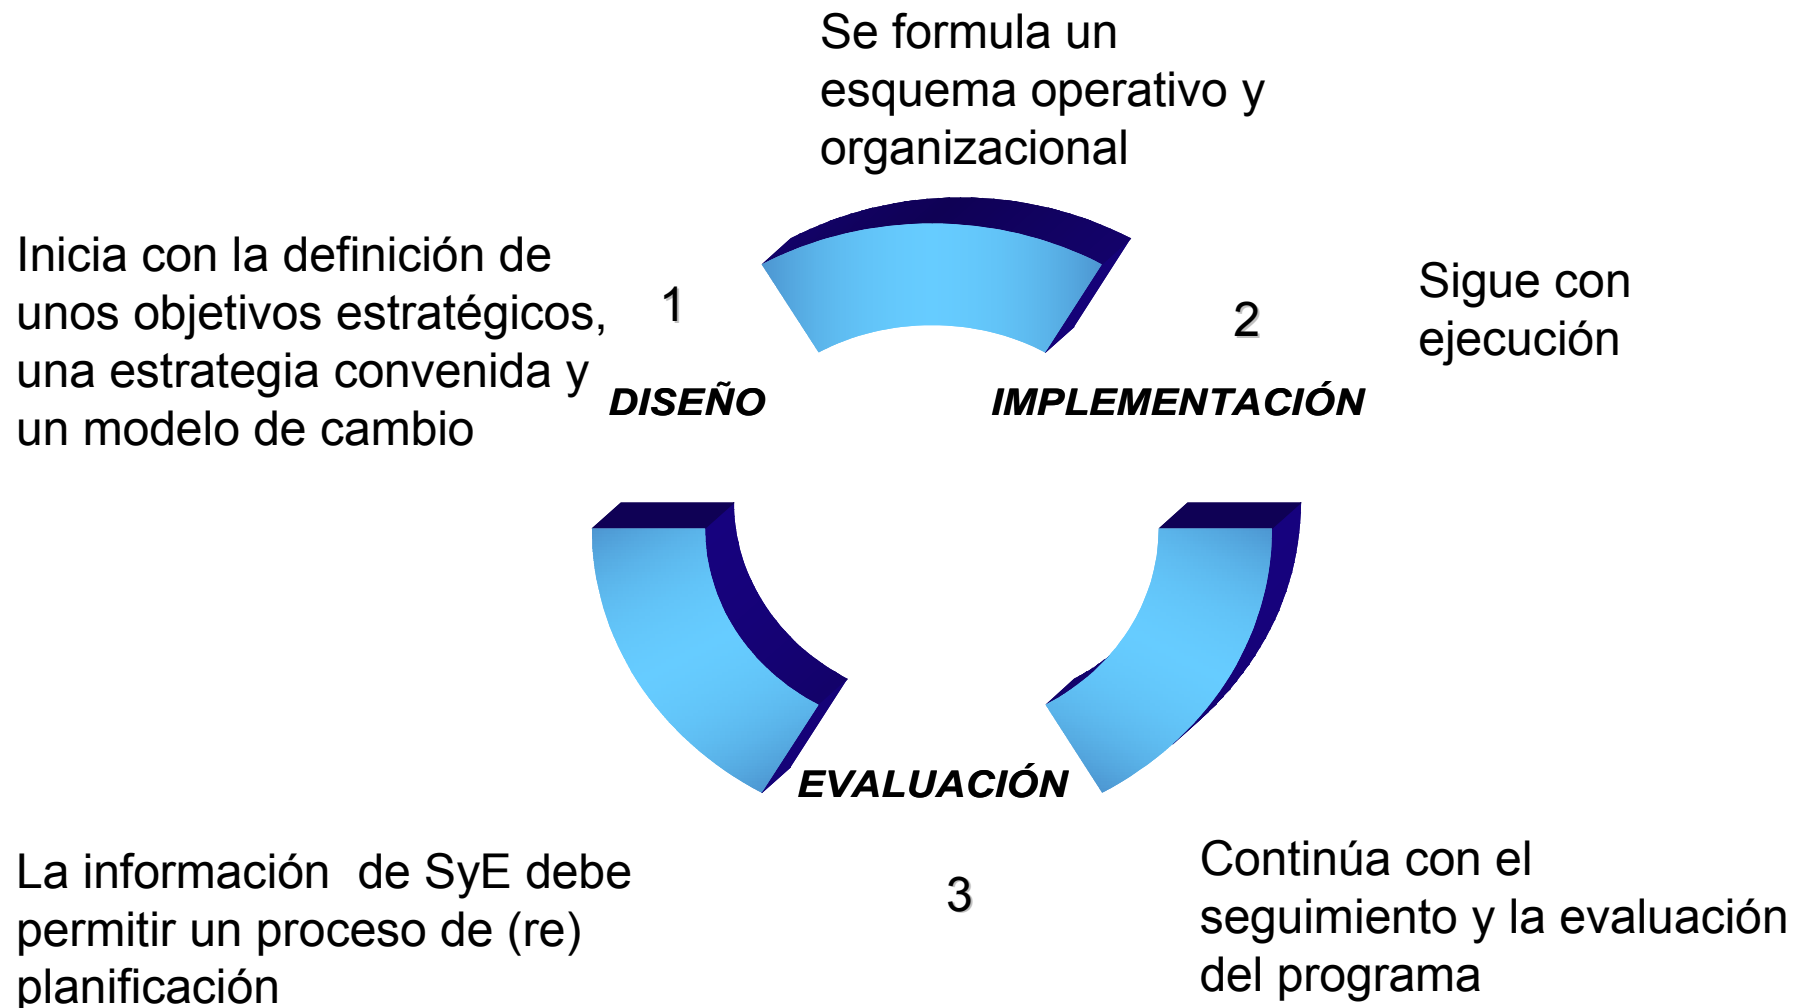 Se formula un
esquema operativo y
organizacional
Inicia con la definición de
unos objetivos estratégicos,
una estrategia convenida y
un modelo de cambio
1
DISEÑO
2
IMPLEMENTACIÓN
Sigue con
ejecución
EVALUACIÓN
3
La información  de SyE debe
permitir un proceso de (re)
planificación
Continúa con el
seguimiento y la evaluación
del programa